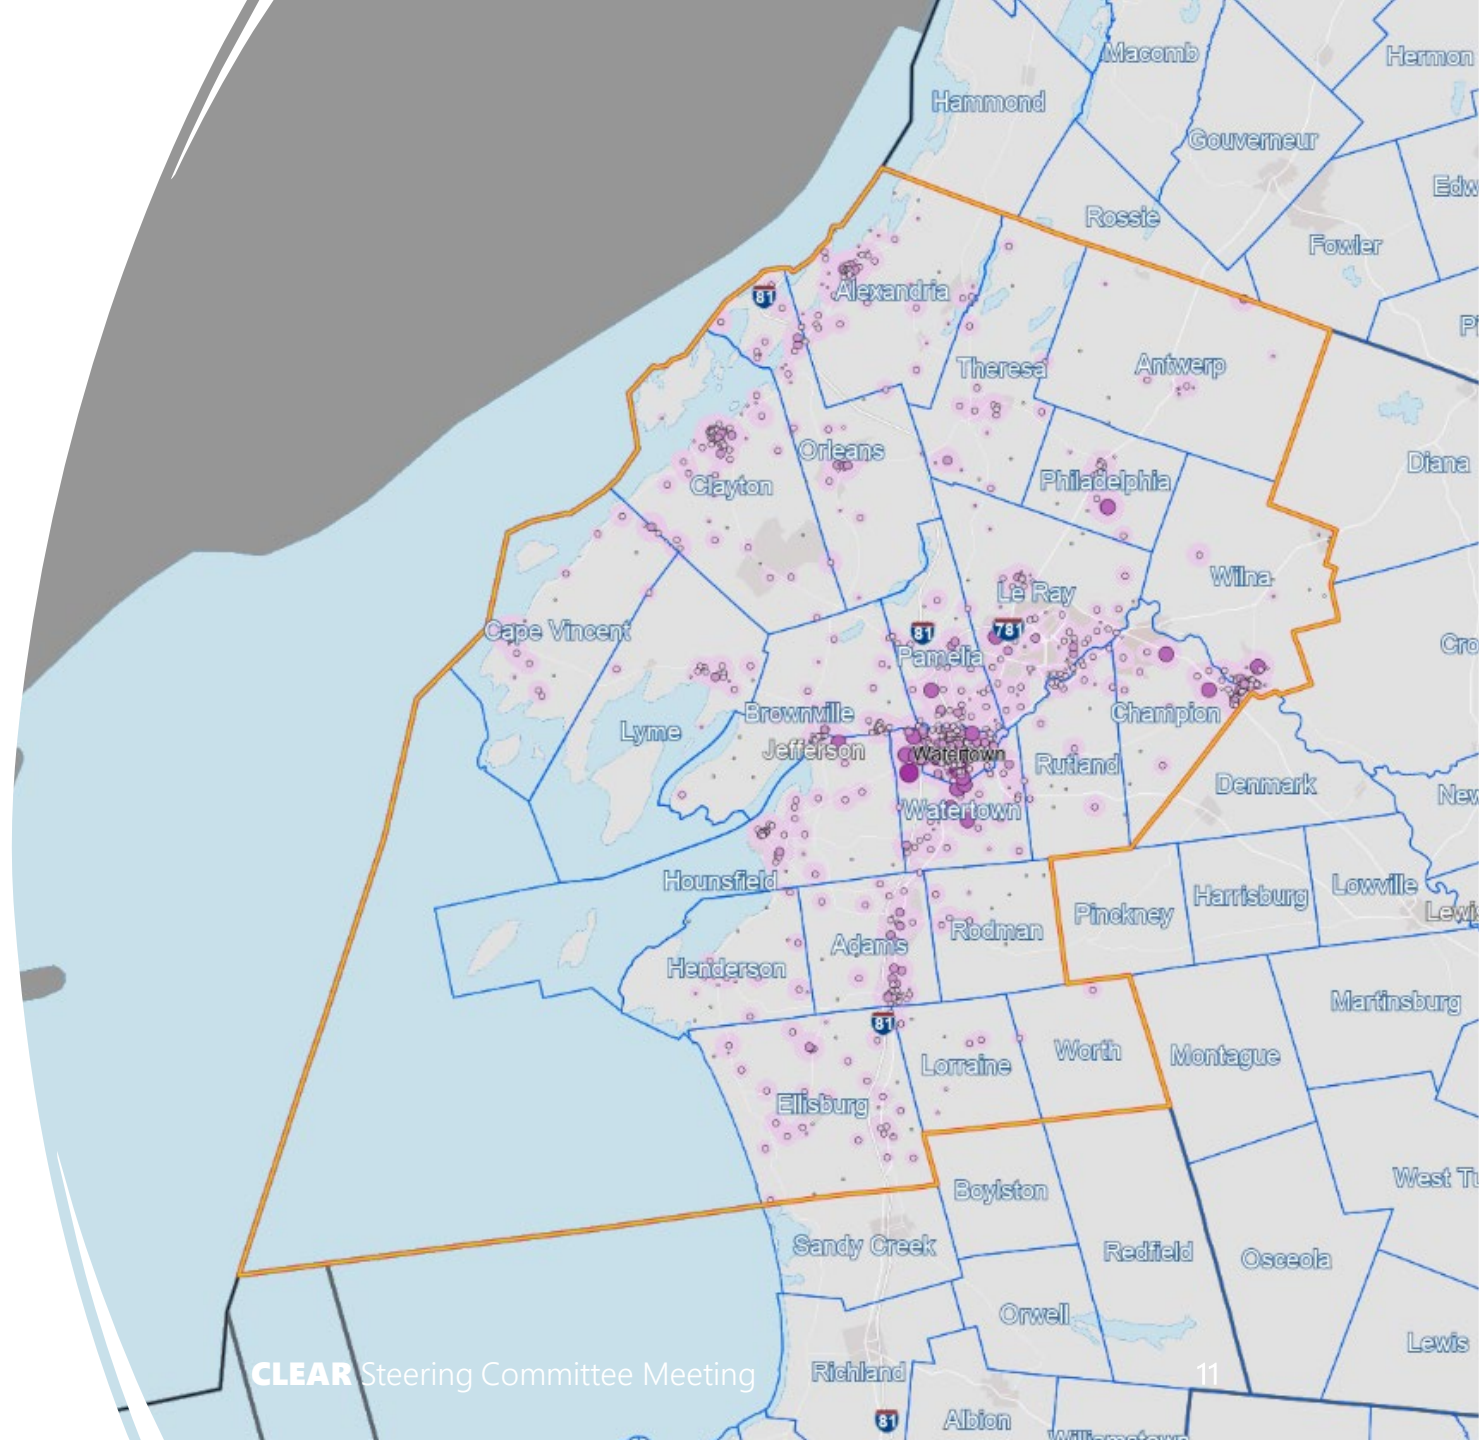 Macomb
Hermon
Hammond
Gouverneur
Edw
Rossie
Fowler
81
Alexandria
Theresa
Antwerp
Orleans
Diana
Clayton
Philadelphia
Wilna
Le Ray
Cape Vincent
81
781
Pamelia
Cro
Brownville
Champion
Lyme
Jefferson
Watertown
Rutland
Denmark
New
Watertown
Hounsfield
Harrisburg
Lowville
Pinckney
Lewis
Rodman
Adams
Henderson
Martinsburg
81
Lorraine
Worth
Montague
Ellisburg
West Tu
Boylston
Sandy Creek
Redfield
Osceola
Orwell
Lewis
CLEAR Steering Committee Meeting
Richland
11
81
Albion
Williamstown